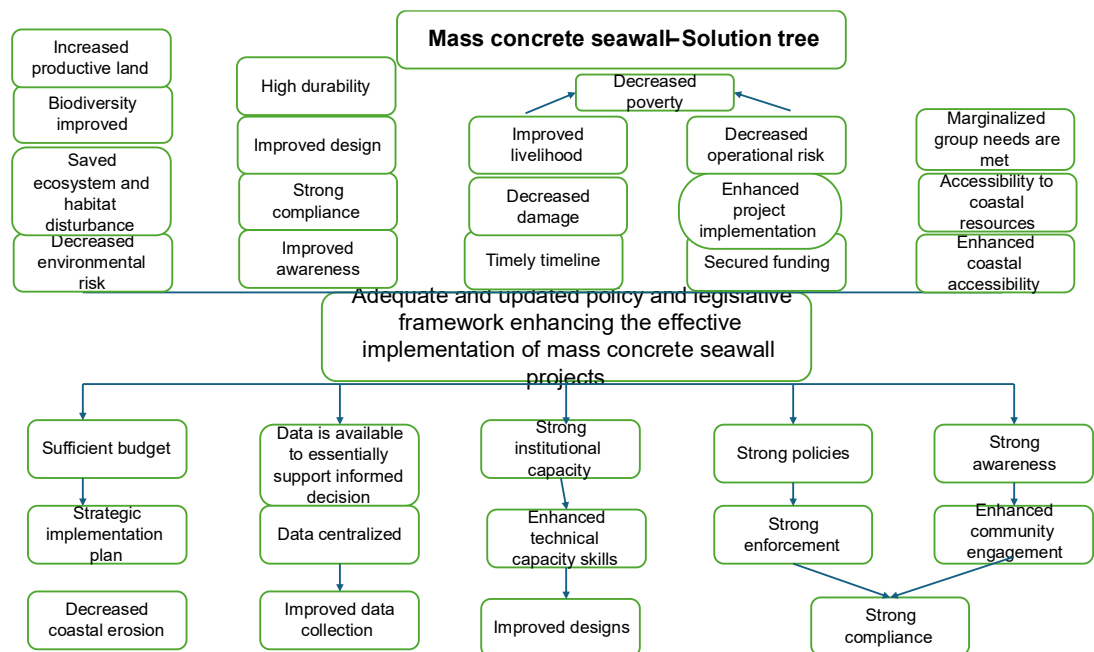 Mass concrete seawall–Solution tree
Increased
productive land
Biodiversity
improved
Saved
ecosystem and
habitat
disturbance
Decreased
environmental
risk
High durability
Improved design
Strong
compliance
Improved
awareness
Decreased
poverty
Improved
livelihood
Decreased
damage
Timely timeline
Decreased
operational risk
Enhanced
project
implementation
Secured funding
Marginalized
group needs are
met
Accessibility to
coastal
resources
Enhanced
coastal
accessibility
Adequate and updated policy and legislative
framework enhancing the effective
implementation of mass concrete seawall
projects
Sufficient budget
Strategic
implementation
plan
Decreased
coastal erosion
Data is available
to essentially
support informed
decision
Data centralized
Improved data
collection
Strong
institutional
capacity
Enhanced
technical
capacity skills
Improved designs
Strong policies
Strong
enforcement
Strong
awareness
Enhanced
community
engagement
Strong
compliance